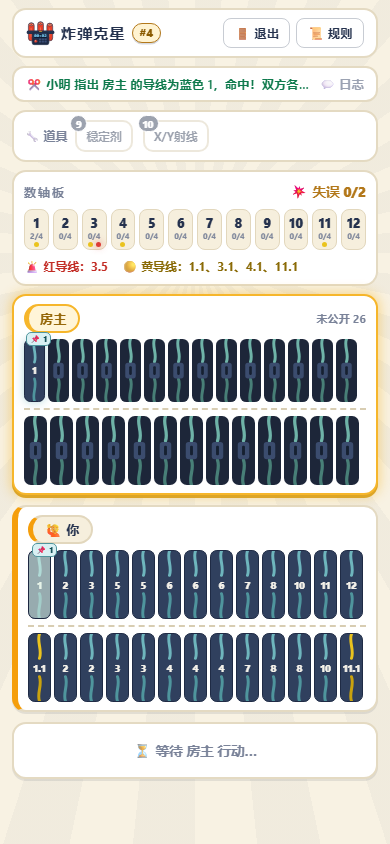 炸弹克星 #4 退出 规则
小明 指出 房主 的导线为蓝色 1，命中！双方各... 日志
道具 9 稳定剂 10 X/Y射线
数轴板 失误 0/2
1 2 3 4 5 6 7 8 9 10 11 12
2/4 0/4 0/4 0/4 0/4 0/4 0/4 0/4 0/4 0/4 0/4 0/4
红导线：3.5 黄导线：1.1、3.1、4.1、11.1
房主 未公开 26
1
1
你
1
1 2 3 5 5 6 6 6 7 8 10 11 12 12
1.1 2 2 3 3 4 4 4 7 8 8 10 11.1
等待 房主 行动...